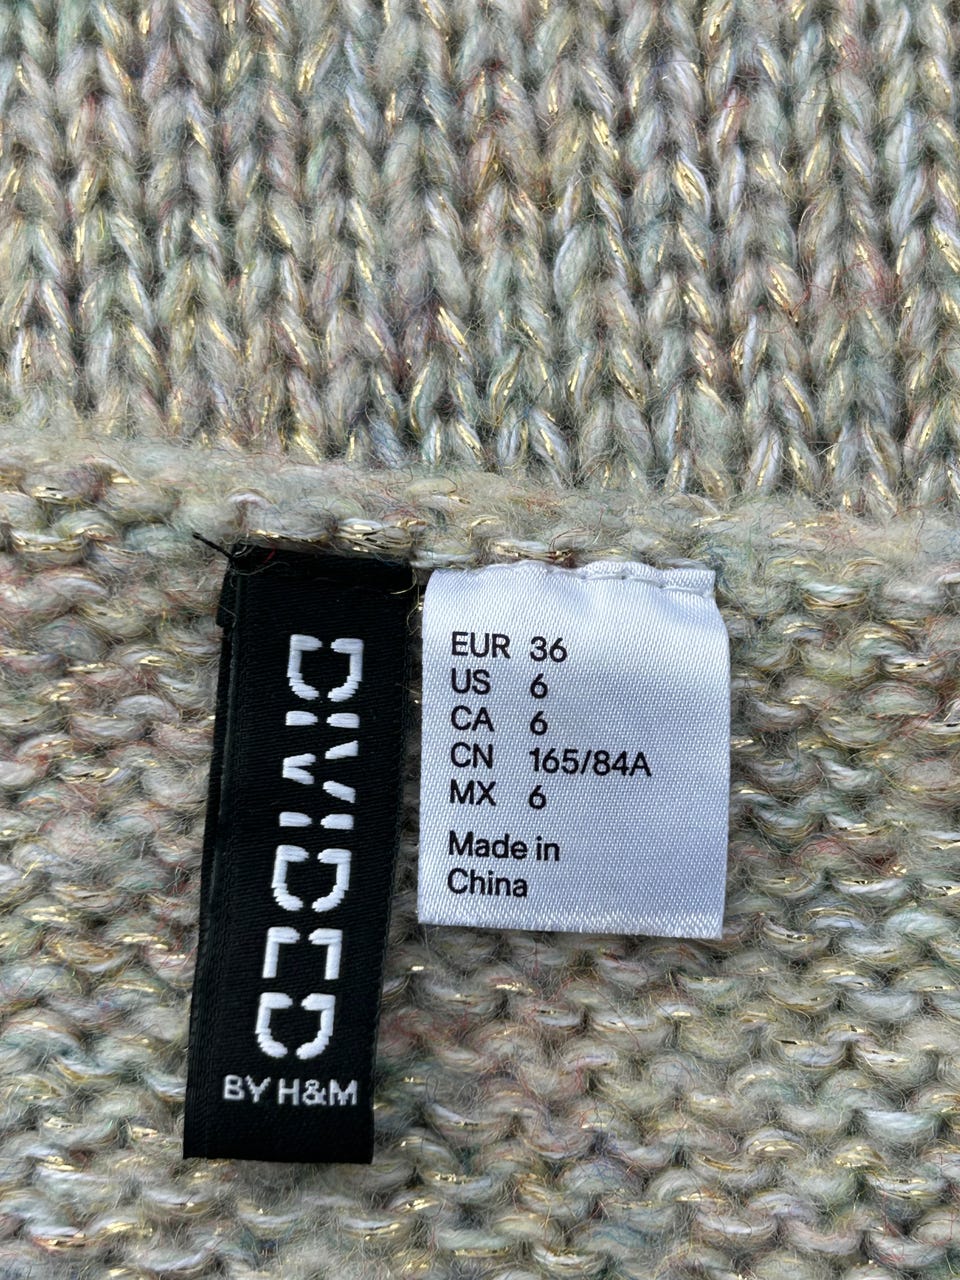 DIVIDED
BY H&M
EUR 36
US 6
CA 6
CN 165/84A
MX 6
Made in
China